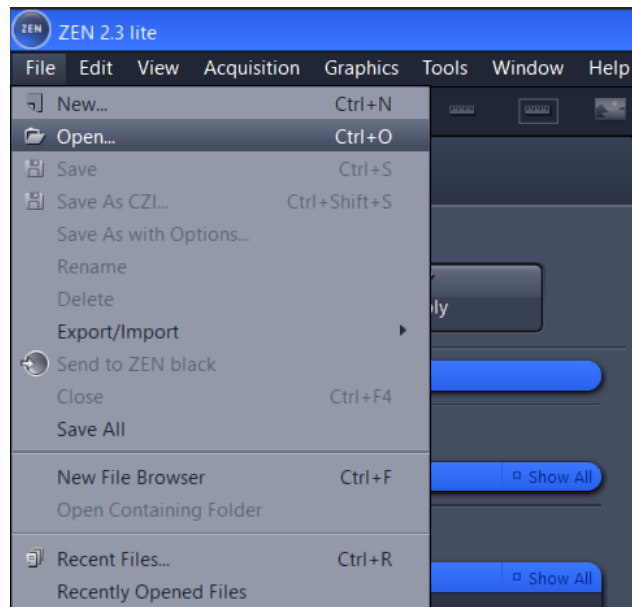 ZEN ZEN 2.3 lite
File Edit View Acquisition Graphics Tools Window Help
New... Ctrl+N
Open... Ctrl+O
Save Ctrl+S
Save As CZI... Ctrl+Shift+S
Save As with Options...
Rename
Delete
ly
Export/Import
Send to ZEN black
Close Ctrl+F4
Save All
New File Browser Ctrl+F
Show All
Open Containing Folder
Recent Files... Ctrl+R
Show All
Recently Opened Files